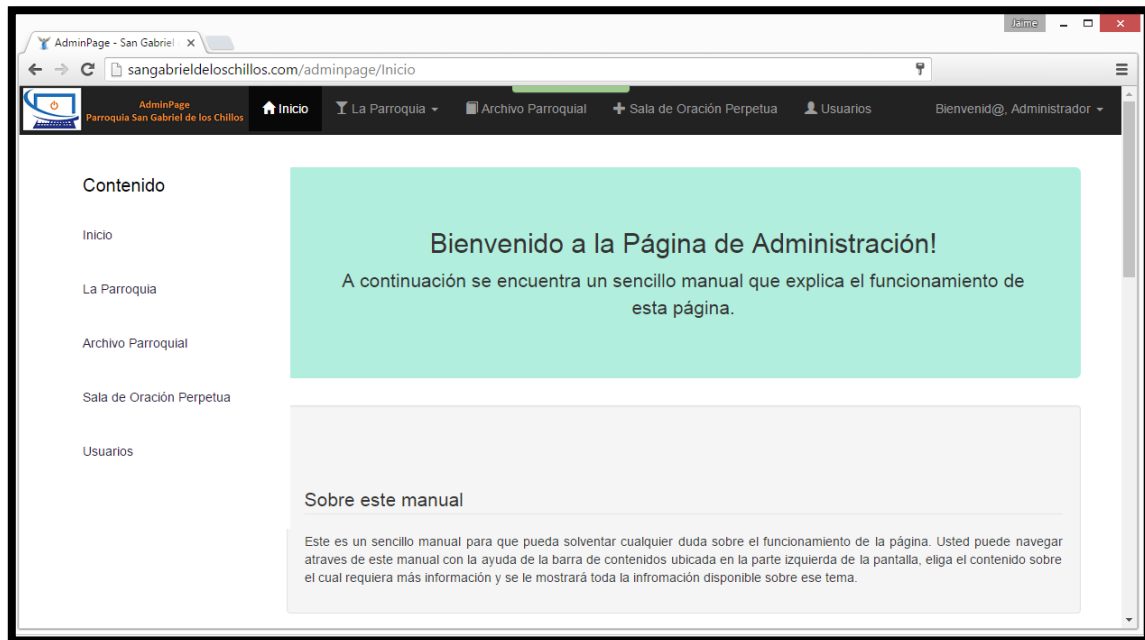 Jaime
AdminPage - San Gabriel
sangabrieldeloschillos.com/adminpage/Inicio
AdminPage
Parroquia San Gabriel de los Chillos
Inicio
La Parroquia
Archivo Parroquial
Sala de Oración Perpetua
Usuarios
Bienvenid@, Administrador
Contenido
Inicio
La Parroquia
Archivo Parroquial
Sala de Oración Perpetua
Usuarios
Bienvenido a la Página de Administración!
A continuación se encuentra un sencillo manual que explica el funcionamiento de
esta página.
Sobre este manual
Este es un sencillo manual para que pueda solventar cualquier duda sobre el funcionamiento de la página. Usted puede navegar
atraves de este manual con la ayuda de la barra de contenidos ubicada en la parte izquierda de la pantalla, eliga el contenido sobre
el cual requiera más información y se le mostrará toda la infromación disponible sobre ese tema.